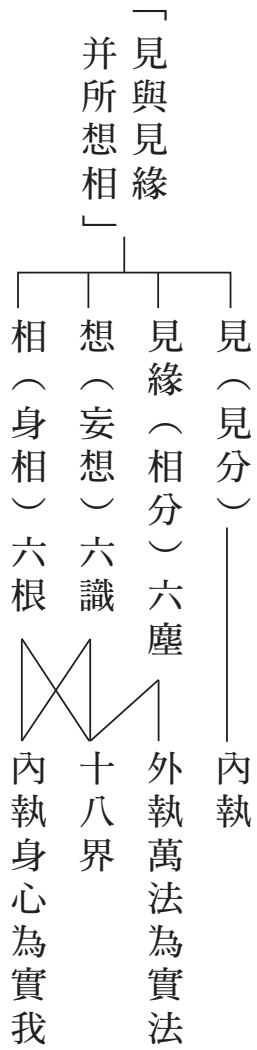 「見與見緣
并所想相」
見（見分）
內執
見緣（相分）六塵
外執萬法為實法
想（妄想）六識
十八界
相（身相）六根
內執身心為實我